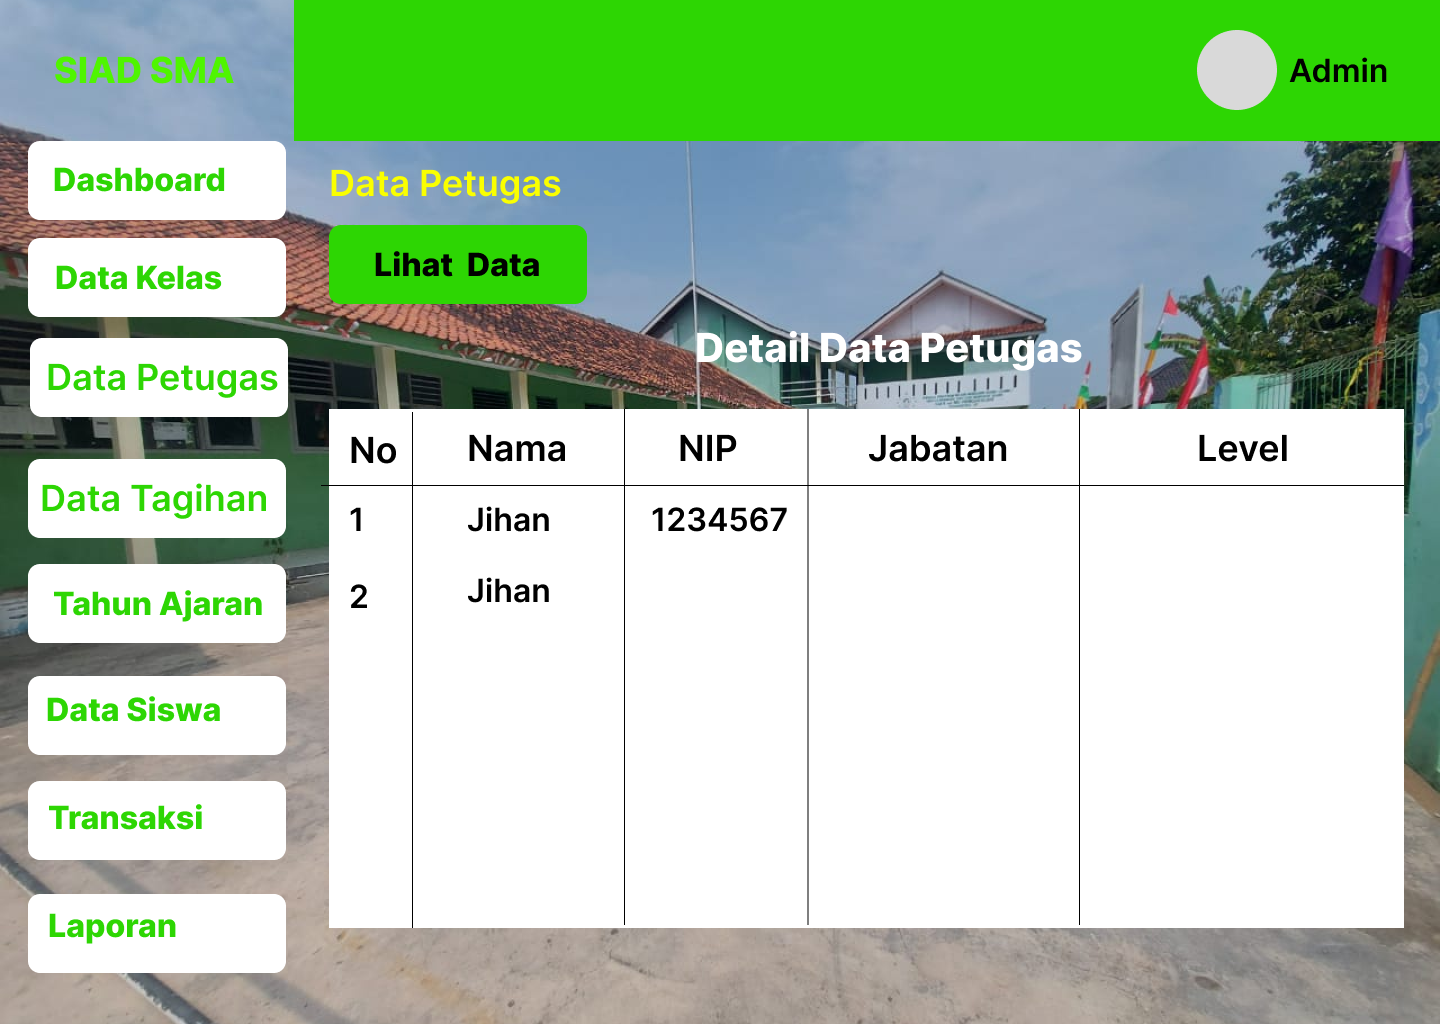 SIAD SMA
Admin
Dashboard
Data Kelas
Data Petugas
Data Tagihan
Tahun Ajaran
Data Siswa
Transaksi
Laporan
Data Petugas
Lihat Data
Detail Data Petugas
No Nama NIP Jabatan Level
1 Jihan 1234567
2 Jihan